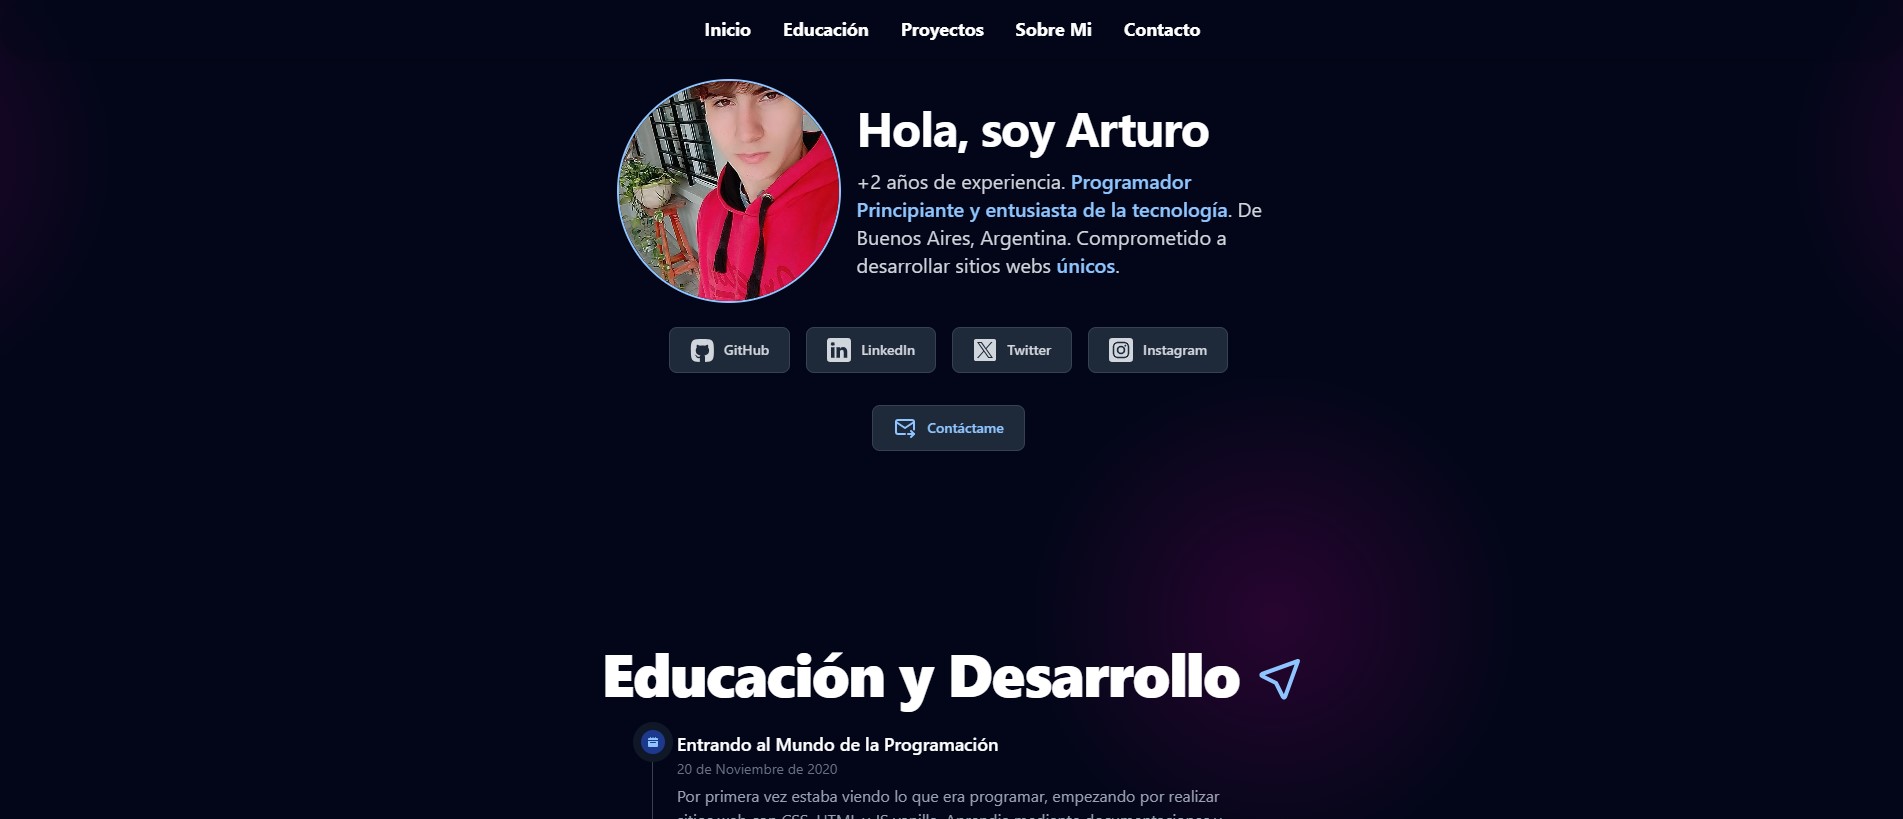 Inicio Educación Proyectos Sobre Mi Contacto
Hola, soy Arturo
+2 años de experiencia. Programador
Principiante y entusiasta de la tecnología. De
Buenos Aires, Argentina. Comprometido a
desarrollar sitios webs únicos.
GitHub LinkedIn Twitter Instagram
Contáctame
Educación y Desarrollo
Entrando al Mundo de la Programación
20 de Noviembre de 2020
Por primera vez estaba viendo lo que era programar, empezando por realizar